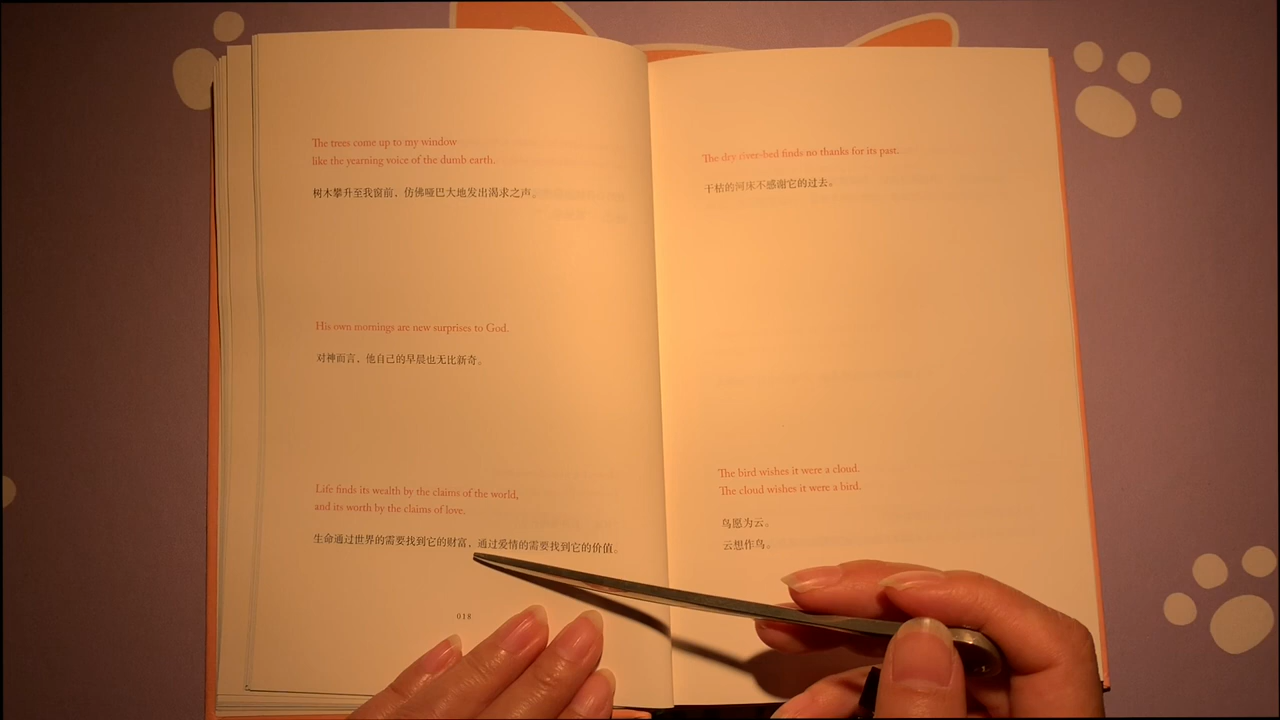 The trees come up to my window
like the yearning voice of the dumb earth.
树木攀升至我窗前，仿佛哑巴大地发出渴求之声。
His own mornings are new surprises to God.
对神而言，他自己的早晨也无比新奇。
Life finds its wealth by the claims of the world,
and its worth by the claims of love.
生命通过世界的需要找到它的财富，通过爱情的需要找到它的价值。
018
The dry river-bed finds no thanks for its past.
干枯的河床不感谢它的过去。
The bird wishes it were a cloud.
The cloud wishes it were a bird.
鸟愿为云。
云想作鸟。